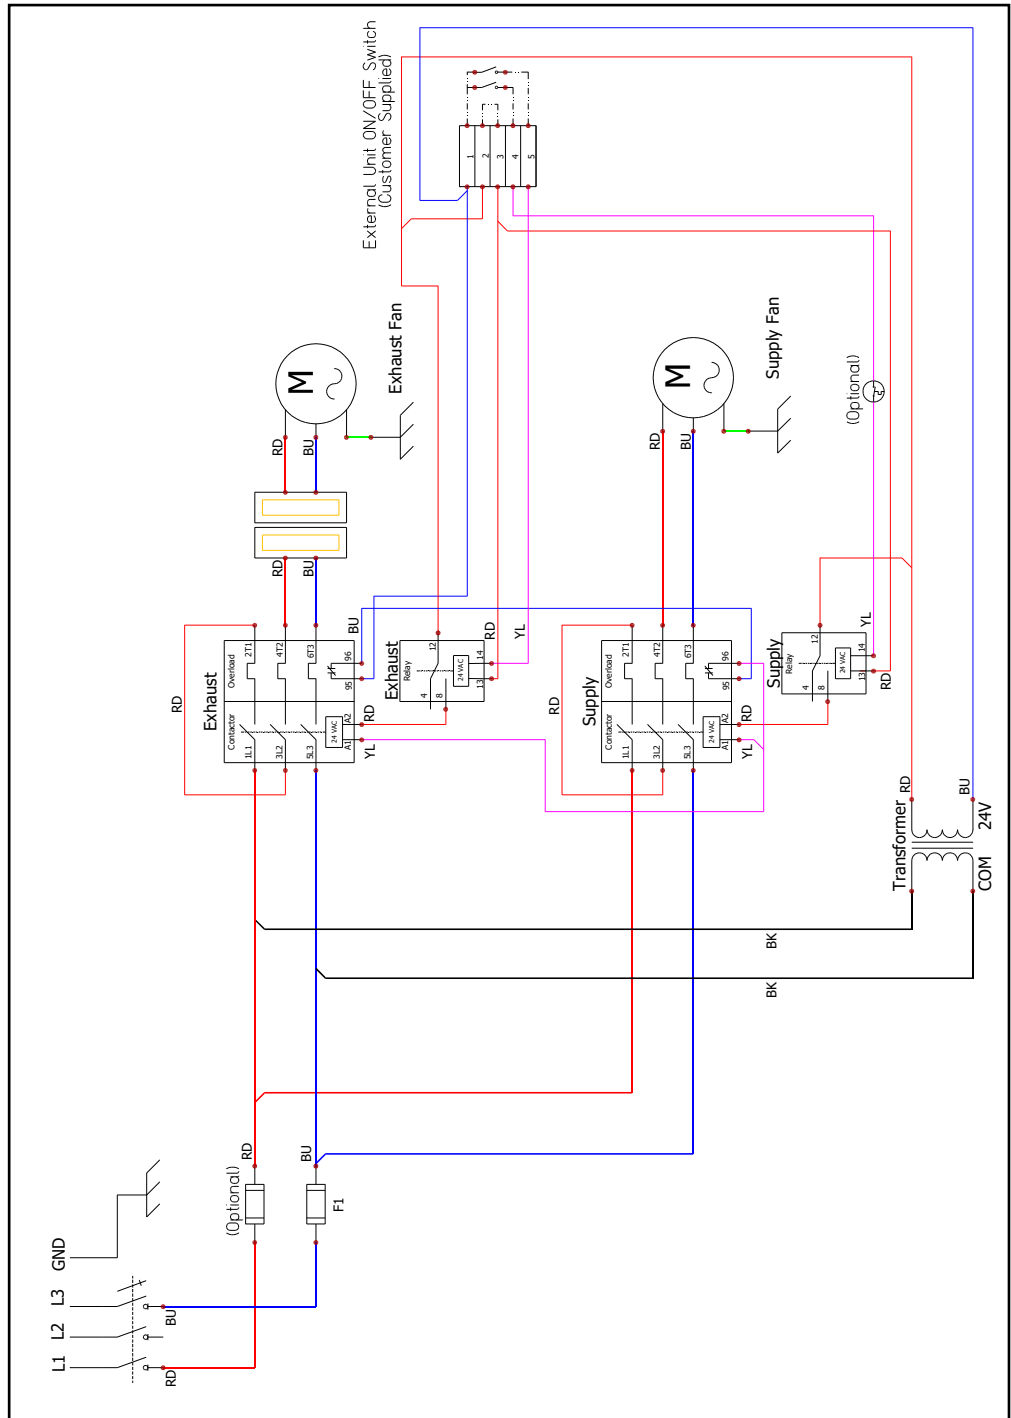 External Unit ON/OFF Switch
(Customer Supplied)
1
2
3
4
5
M
Exhaust Fan
M
Supply Fan
(Optional)
RD
BU
RD
BU
RD
BU
RD
BU
Exhaust
Overload
2T1
4T2
6T3
96
95
Contactor
1L1
3L2
5L3
24 VAC
A2
A1
RD
YL
Exhaust
Relay
12
4
8
24 VAC
14
13
RD
YL
RD
Supply
Overload
2T1
4T2
6T3
96
95
Contactor
1L1
3L2
5L3
24 VAC
A2
A1
RD
YL
Supply
Relay
12
4
8
24 VAC
14
13
YL
RD
Transformer
RD
BU
24V
COM
BK
BK
(Optional)
RD
BU
F1
GND
L3
L2
L1
BU
RD